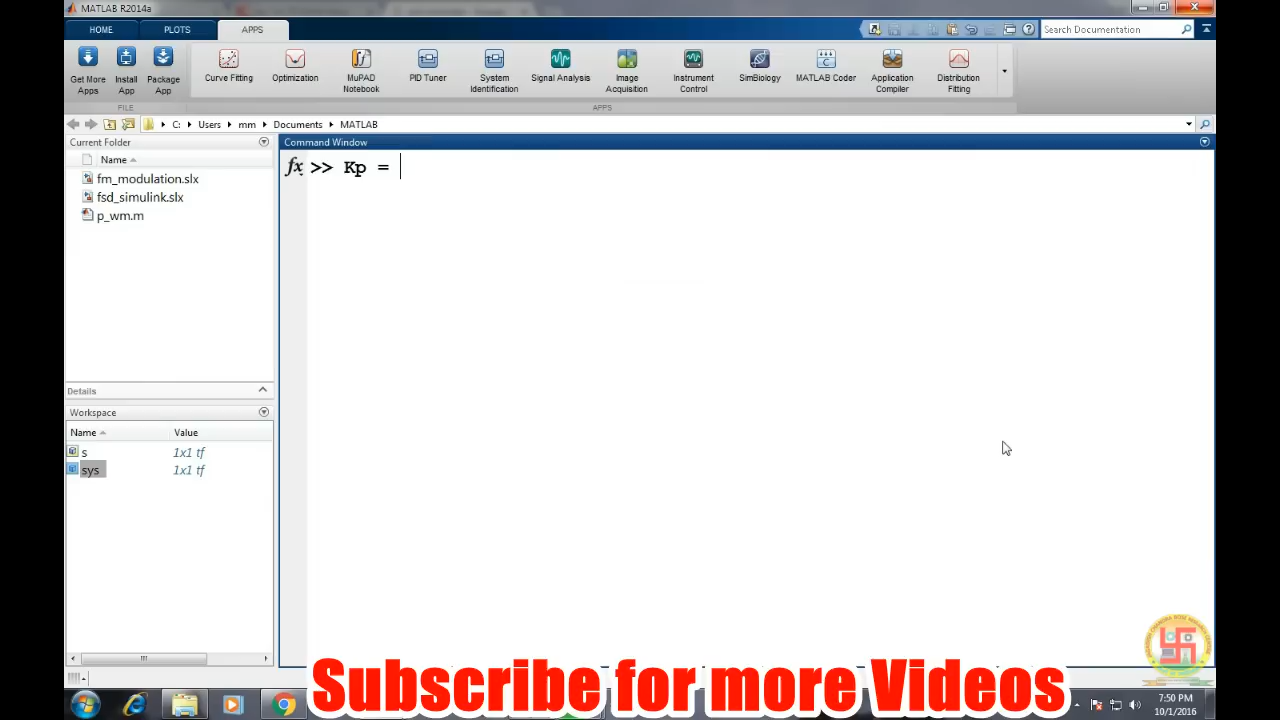 MATLAB R2014a
HOME PLOTS APPS
Search Documentation
Get More Apps
Install App
Package App
Curve Fitting
Optimization
MuPAD Notebook
PID Tuner
System Identification
Signal Analysis
Image Acquisition
Instrument Control
SimBiology
MATLAB Coder
Application Compiler
Distribution Fitting
FILE APPS
C: Users mm Documents MATLAB
Current Folder
Name
fm_modulation.slx
fsd_simulink.slx
p_wm.m
Details
Workspace
Name Value
s 1x1 tf
sys 1x1 tf
Command Window
fx >> Kp =
Subscribe for more Videos
7:50 PM
10/1/2016